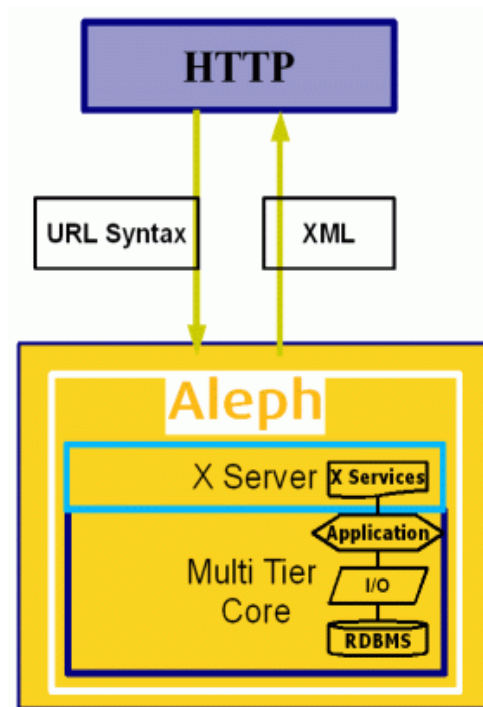 HTTP
URL Syntax
XML
Aleph
X Server
X Services
Application
Multi Tier
Core
I/O
RDBMS